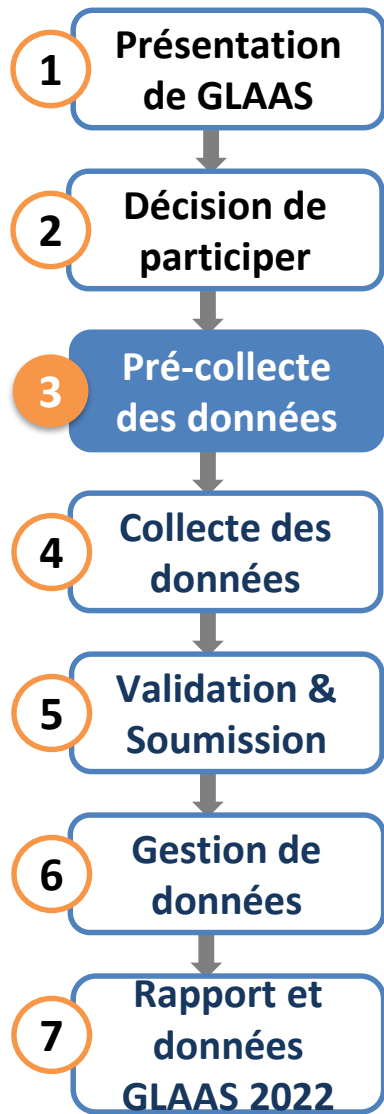 1
Présentation
de GLAAS
2
Décision de
participer
3
Pré-collecte
des données
4
Collecte des
données
5
Validation &
Soumission
6
Gestion de
données
7
Rapport et
données
GLAAS 2022